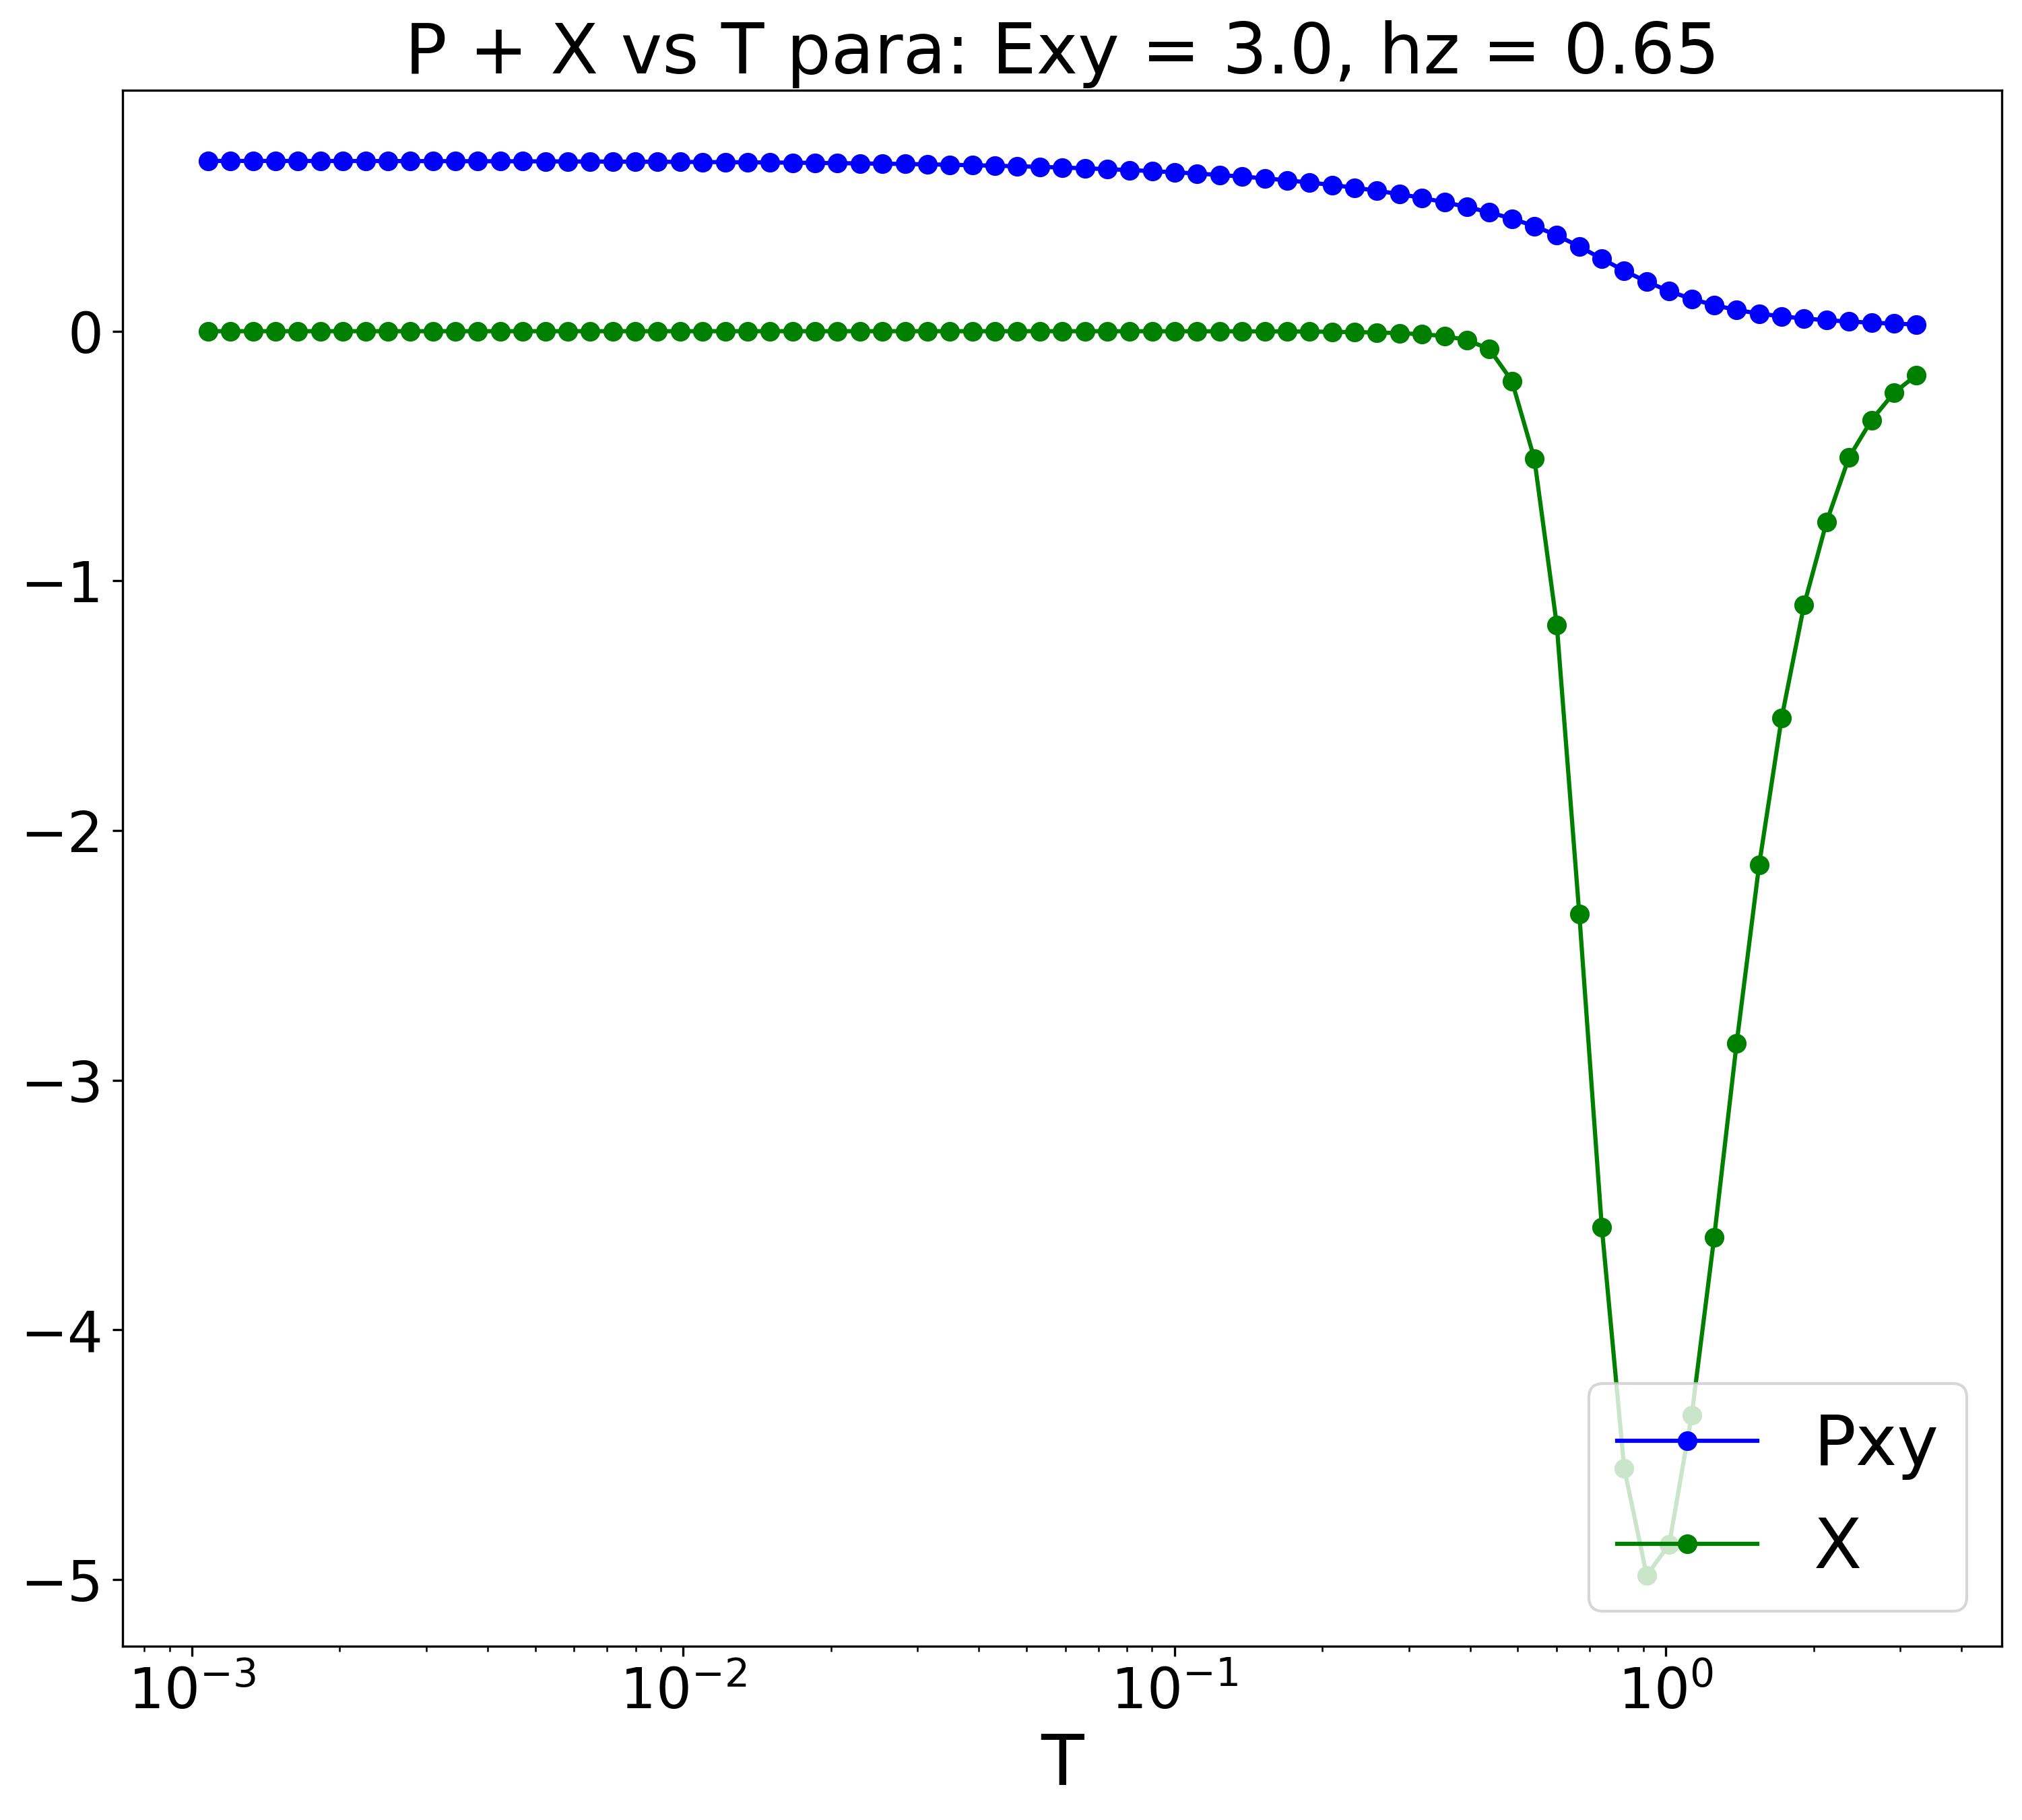 P + X vs T para: Exy = 3.0, hz = 0.65
0
−1
−2
−3
−4
−5
Pxy
X
10⁻³ 10⁻² 10⁻¹ 10⁰
T